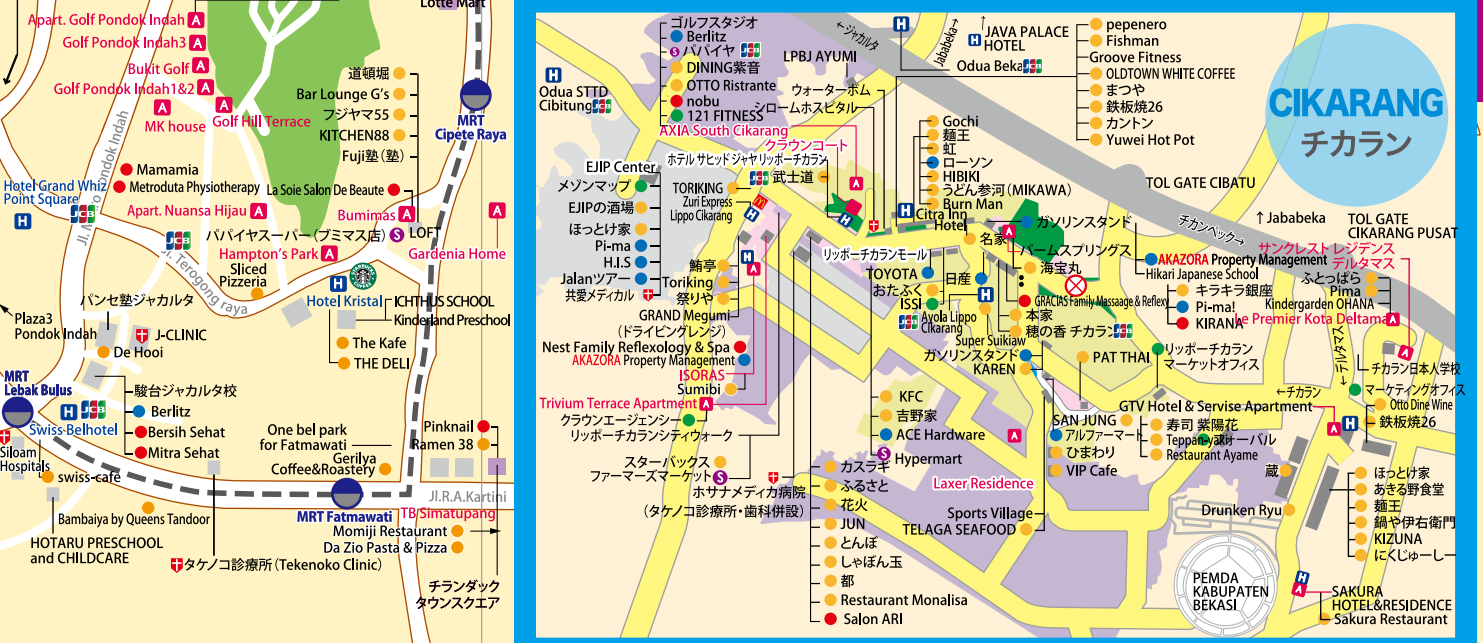 Lotte Mart
Apart. Golf Pondok Indah
Golf Pondok Indah3
Bukit Golf
Golf Pondok Indah1&2
MK house
Golf Hill Terrace
道頓堀
Bar Lounge G's
フジヤマ55
KITCHEN88
Fuji塾(塾)
MRT
Cipete Raya
Mamamia
Metroduta Physiotherapy
La Soie Salon De Beaute
Hotel Grand Whiz
Point Square
JCB
Apart. Nuansa Hijau
Bumimas
パパイヤスーパー(ブミマス店)
LOFT
Hampton's Park
Gardenia Home
JCB
Jl. Terogong raya
Sliced
Pizzeria
Hotel Kristal
ICHTHUS SCHOOL
Kinderland Preschool
パンセ塾ジャカルタ
Plaza3
Pondok Indah
J-CLINIC
De Hooi
The Kafe
THE DELI
MRT
Lebak Bulus
JCB
Swiss-Belhotel
駿台ジャカルタ校
Berlitz
Bersih Sehat
Mitra Sehat
One bel park
for Fatmawati
Gerilya
Coffee&Roastery
Pinknail
Ramen 38
Siloam
Hospitals
swiss-café
Bambaiya by Queens Tandoor
MRT Fatmawati
Jl.R.A.Kartini
TB Simatupang
HOTARU PRESCHOOL
and CHILDCARE
Momiji Restaurant
Da Zio Pasta & Pizza
タケノコ診療所(Tekenoko Clinic)
チランダック
タウンスクエア
CIKARANG
チカラン
ゴルフスタジオ
Berlitz
パパイヤ
JCB
DINING紫音
OTTO Ristrante
nobu
121 FITNESS
AXIA South Cikarang
クラウンコート
LPBJ AYUMI
ウォーターボム
シロームホスピタル
←ジャカルタ
Jababeka→
JAVA PALACE
HOTEL
Odua Beka
JCB
pepenero
Fishman
Groove Fitness
OLDTOWN WHITE COFFEE
まつや
鉄板焼26
カントン
Yuwei Hot Pot
Odua STTD
Cibitung
JCB
Gochi
麺王
虹
ローソン
HIBIKI
うどん参河(MIKAWA)
Burn Man
EJIP Center
ホテル サヒッド ジャヤ リッポーチカラン
JCB
武士道
メゾンマップ
EJIPの酒場
ほっとけ家
Pi-ma
H.I.S
Jalanツアー
共愛メディカル
TORIKING
Zuri Express
Lippo Cikarang
Citra Inn
Hotel
TOL GATE CIBATU
チカンペック→
↑Jababeka
TOL GATE
CIKARANG PUSAT
ガソリンスタンド
名家
パームスプリングス
リッポーチカランモール
サンクレスト レジデンス
デルタマス
AKAZORA Property Management
Hikari Japanese School
海宝丸
TOYOTA
日産
おたふく
ISSI
JCB
Ayola Lippo
Cikarang
鮪亭
Toriking
祭りや
GRAND Megumi
(ドライビングレンジ)
Nest Family Reflexology & Spa
AKAZORA Property Management
ISORAS
Sumibi
Trivium Terrace Apartment
クラウンエージェンシー
リッポーチカランシティウォーク
スターバックス
ファーマーズマーケット
GRACIAS Family Massaage & Reflexy
本家
穂の香 チカラン
JCB
Super Suikiaw
ガソリンスタンド
KAREN
PAT THAI
キラキラ銀座
Pi-ma!
KIRANA
ふとっぱら
Pima
Kindergarden OHANA
Le Premier Kota Deltama
リッポーチカラン
マーケットオフィス
←デルタマス
←チカラン
チカラン日本人学校
マーケティングオフィス
Otto Dine Wine
鉄板焼26
GTV Hotel & Servise Apartment
KFC
吉野家
ACE Hardware
Hypermart
SAN JUNG
アルファーマート
ひまわり
VIP Cafe
寿司 紫陽花
Teppan-yakiオーパル
Restaurant Ayame
Laxer Residence
ホサナメディカ病院
(タケノコ診療所・歯科併設)
カスラギ
ふるさと
花火
JUN
とんぼ
しゃぼん玉
都
Restaurant Monalisa
Salon ARI
Sports Village
TELAGA SEAFOOD
蔵
Drunken Ryu
ほっとけ家
あきる野食堂
麺王
鍋や伊右衛門
KIZUNA
にくじゅーしー
PEMDA
KABUPATEN
BEKASI
SAKURA
HOTEL&RESIDENCE
Sakura Restaurant